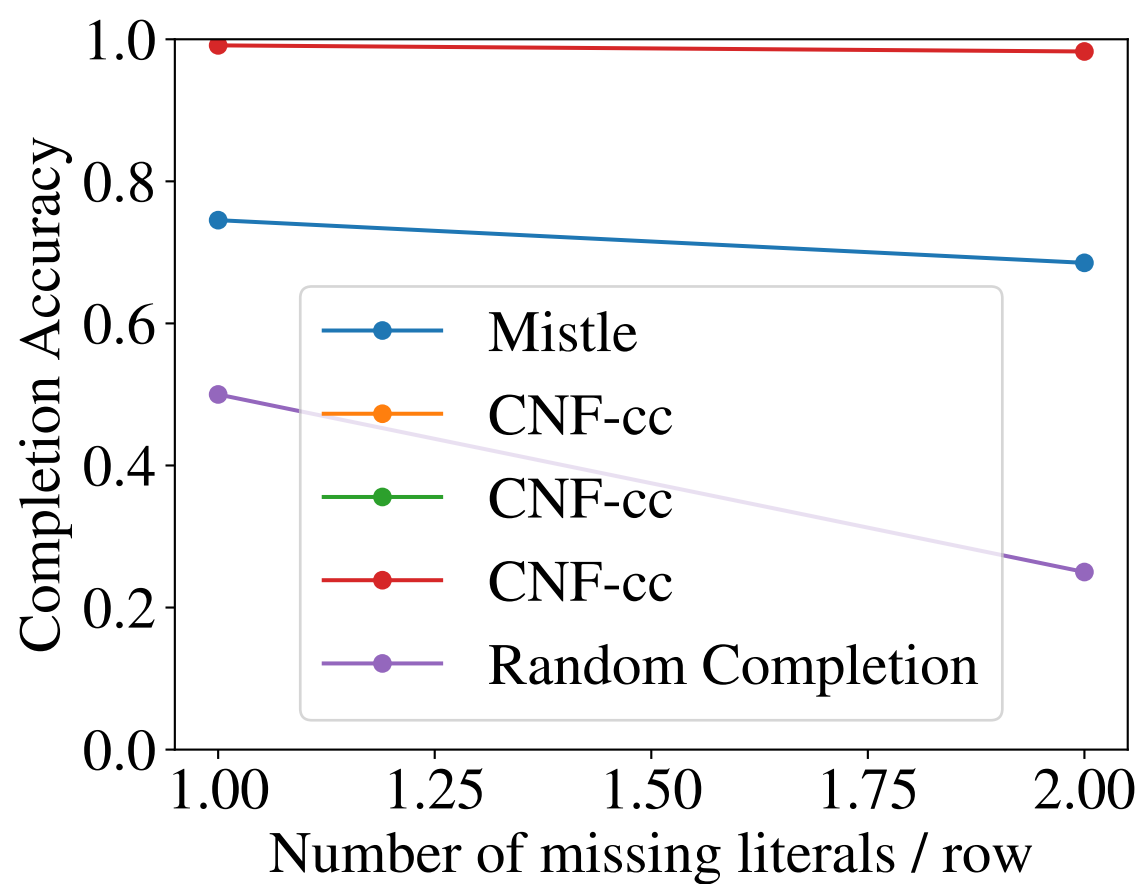 1.0
0.8
0.6
0.4
0.2
0.0
Completion Accuracy
Mistle
CNF-cc
CNF-cc
CNF-cc
Random Completion
1.00 1.25 1.50 1.75 2.00
Number of missing literals / row